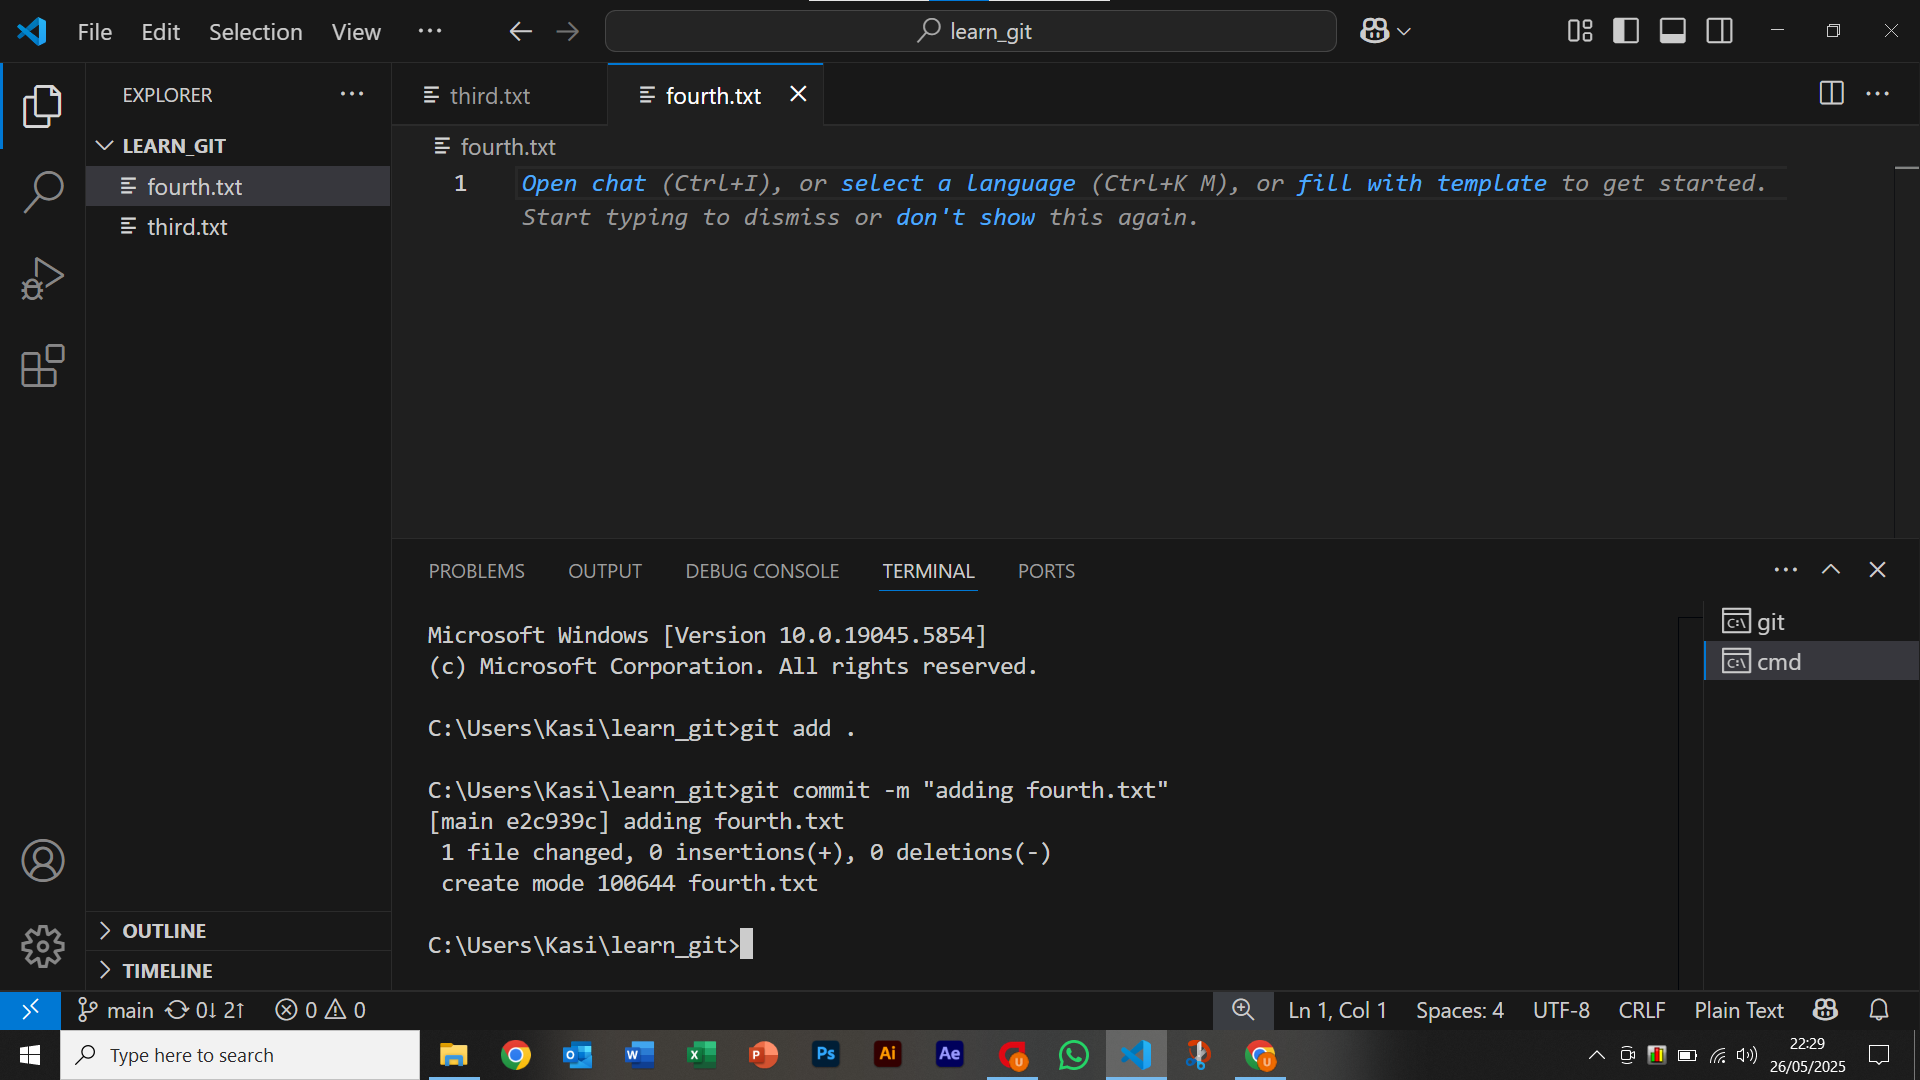 File Edit Selection View ··· learn_git
EXPLORER ···
third.txt fourth.txt
LEARN_GIT
fourth.txt
third.txt
fourth.txt
1 Open chat (Ctrl+I), or select a language (Ctrl+K M), or fill with template to get started.
Start typing to dismiss or don't show this again.
PROBLEMS OUTPUT DEBUG CONSOLE TERMINAL PORTS
Microsoft Windows [Version 10.0.19045.5854]
(c) Microsoft Corporation. All rights reserved.
C:\Users\Kasi\learn_git>git add .
C:\Users\Kasi\learn_git>git commit -m "adding fourth.txt"
[main e2c939c] adding fourth.txt
1 file changed, 0 insertions(+), 0 deletions(-)
create mode 100644 fourth.txt
C:\Users\Kasi\learn_git>
git
cmd
OUTLINE
TIMELINE
main 0↓ 2↑ 0 0 Ln 1, Col 1 Spaces: 4 UTF-8 CRLF Plain Text
Type here to search
Ps Ai Ae
22:29
26/05/2025